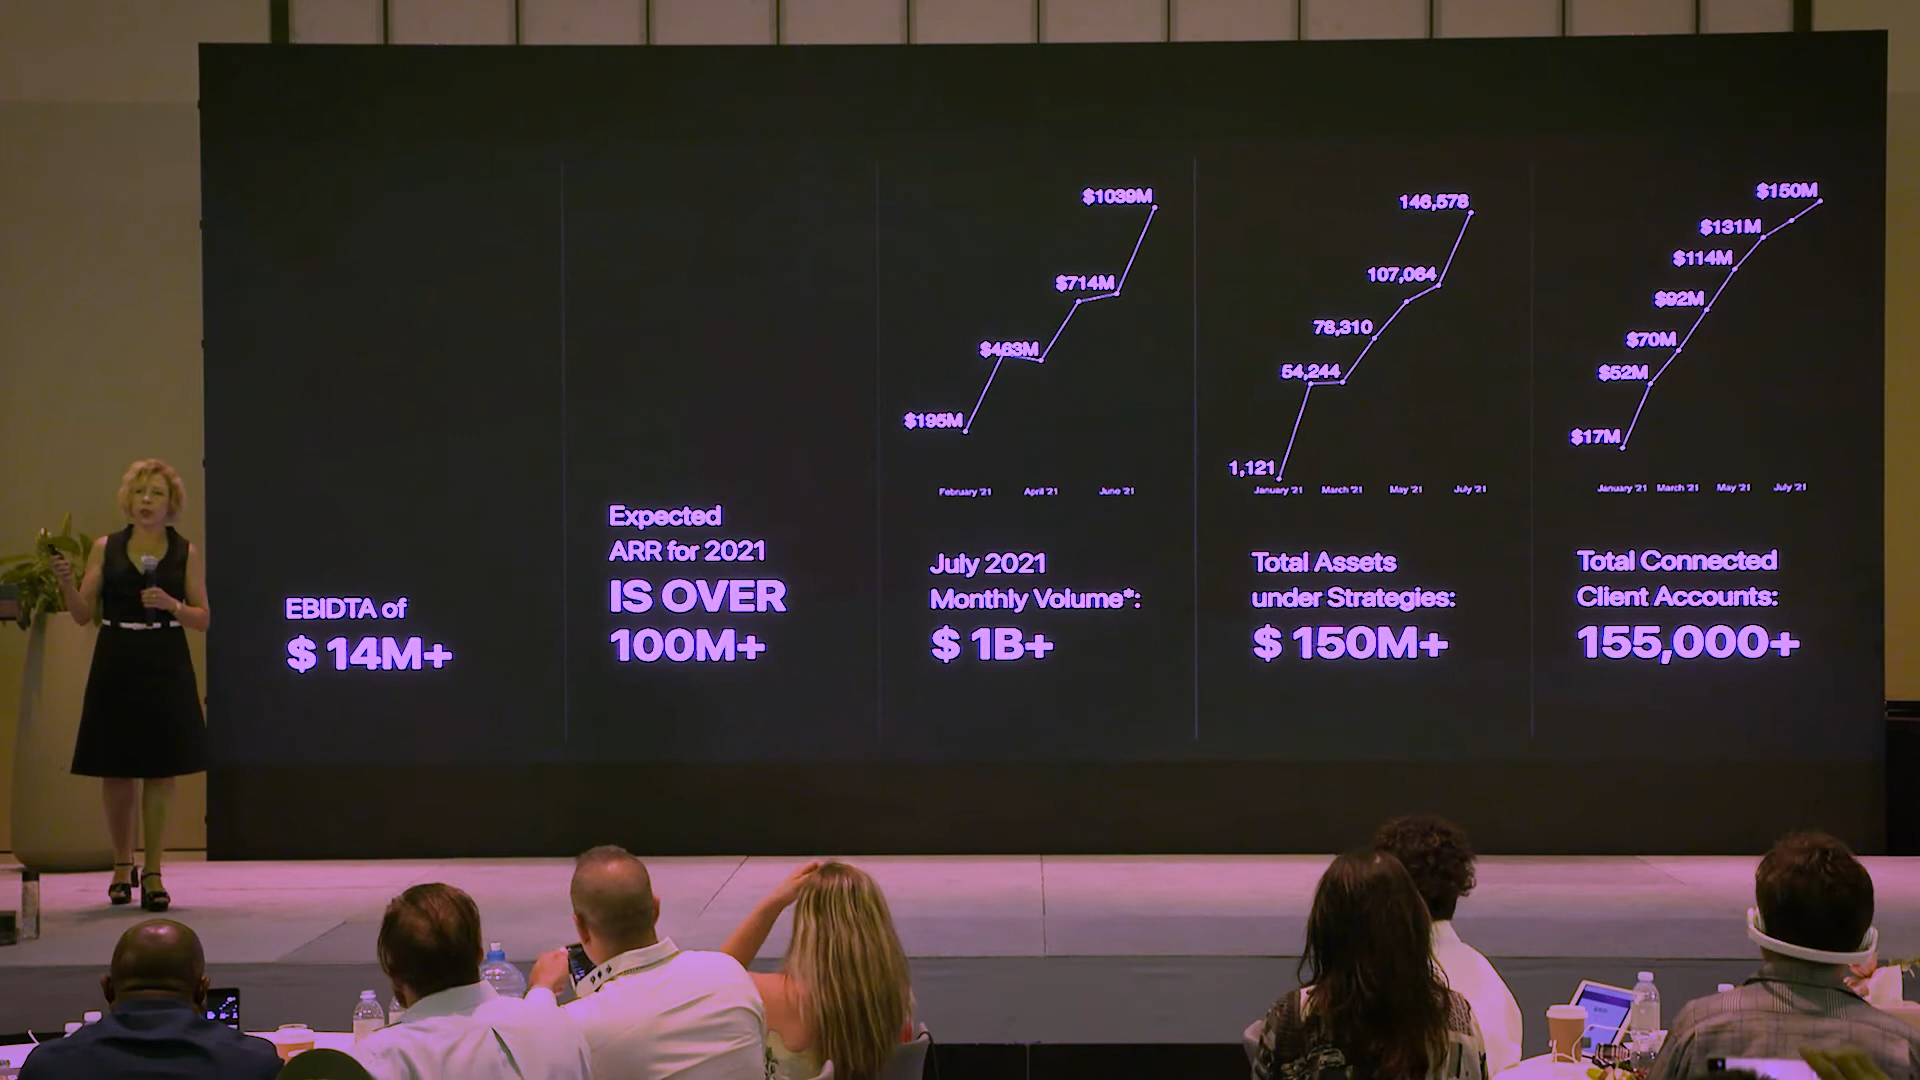 EBIDTA of
$ 14M+
Expected
ARR for 2021
IS OVER
100M+
$1039M
$714M
$463M
$195M
February '21 April '21 June '21
July 2021
Monthly Volume*:
$ 1B+
146,578
107,064
78,310
54,244
1,121
January '21 March '21 May '21 July '21
Total Assets
under Strategies:
$ 150M+
$150M
$131M
$114M
$92M
$70M
$52M
$17M
January '21 March '21 May '21 July '21
Total Connected
Client Accounts:
155,000+